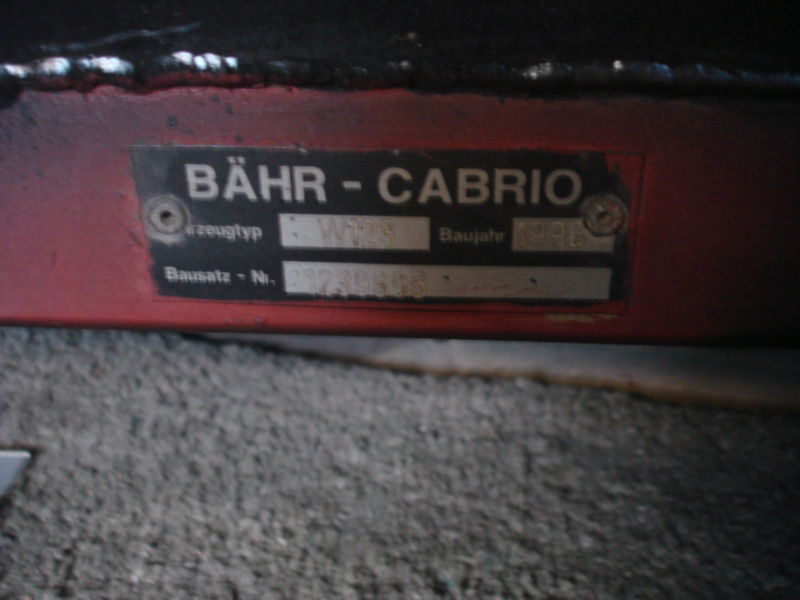 BÄHR - CABRIO
rzeugtyp W123 Baujahr
Bausatz - Nr.